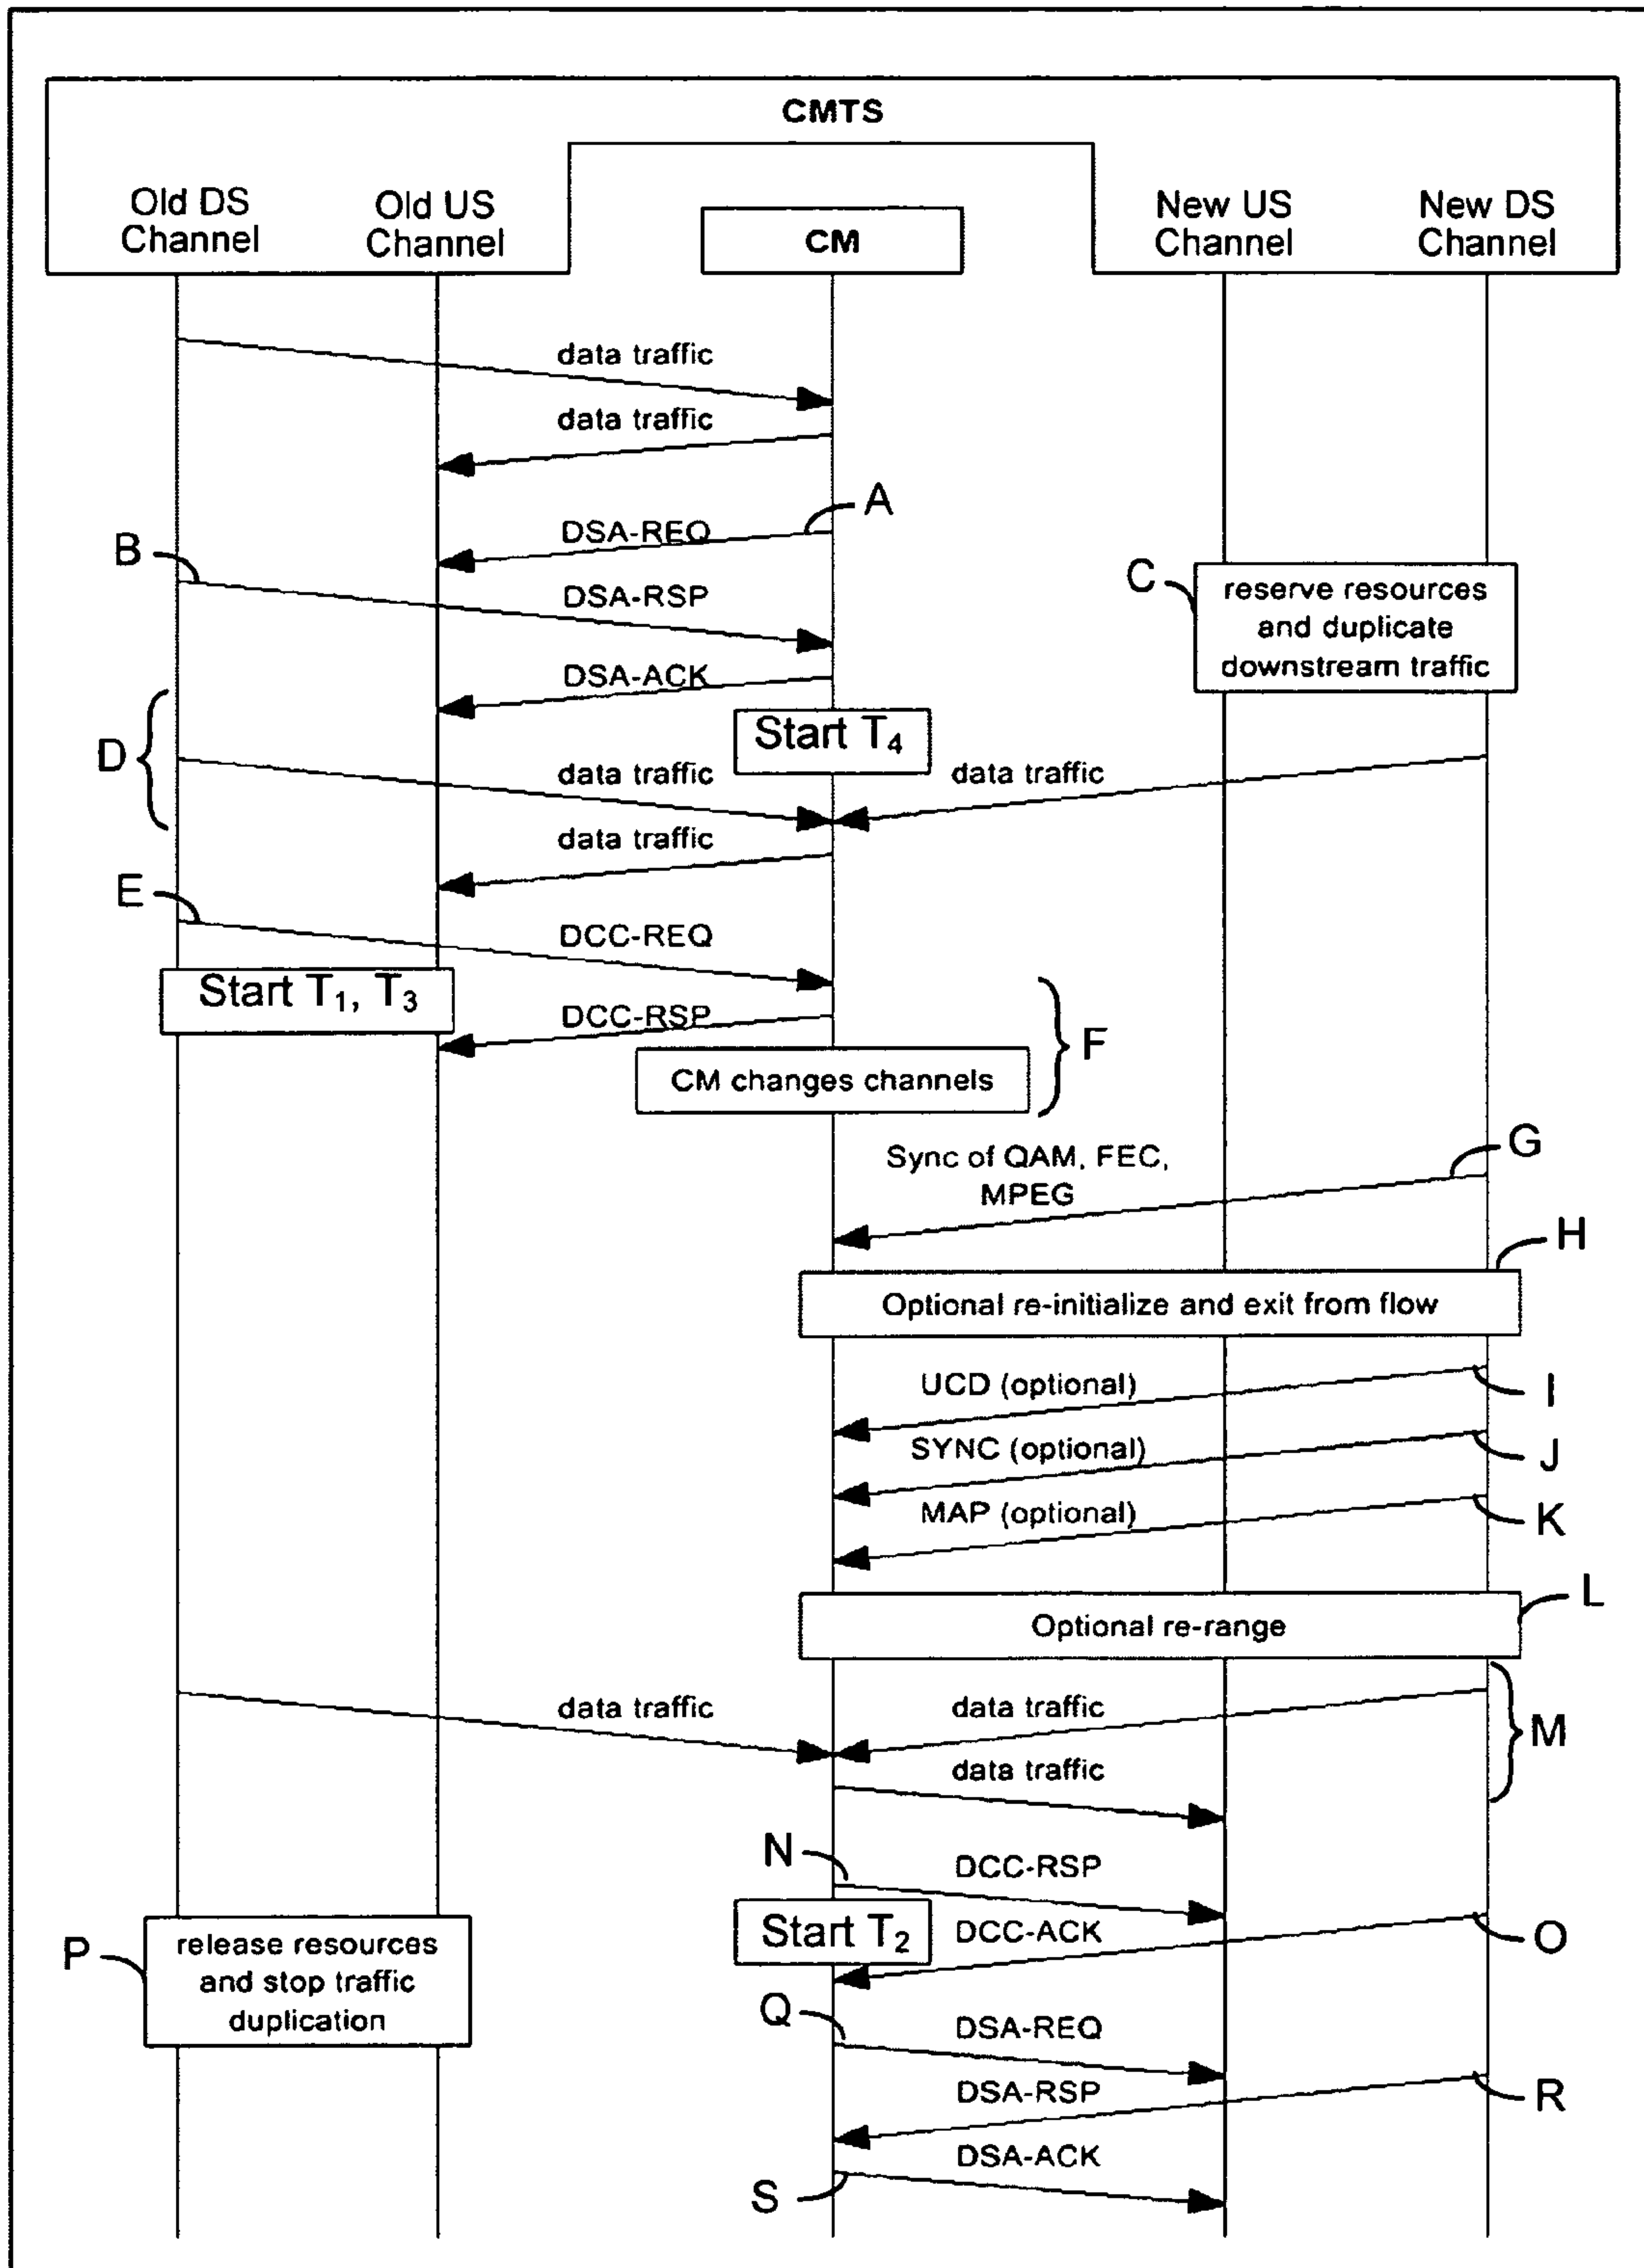 CMTS
Old DS
Channel
Old US
Channel
CM
New US
Channel
New DS
Channel
data traffic
data traffic
A
DSA-REQ
B
DSA-RSP
C
reserve resources
and duplicate
downstream traffic
DSA-ACK
Start T₄
D
data traffic
data traffic
data traffic
E
DCC-REQ
Start T₁, T₃
DCC-RSP
F
CM changes channels
G
Sync of QAM, FEC,
MPEG
H
Optional re-initialize and exit from flow
UCD (optional)
I
SYNC (optional)
J
MAP (optional)
K
L
Optional re-range
data traffic
data traffic
M
data traffic
N
DCC-RSP
Start T₂
DCC-ACK
O
P
release resources
and stop traffic
duplication
Q
DSA-REQ
DSA-RSP
R
DSA-ACK
S